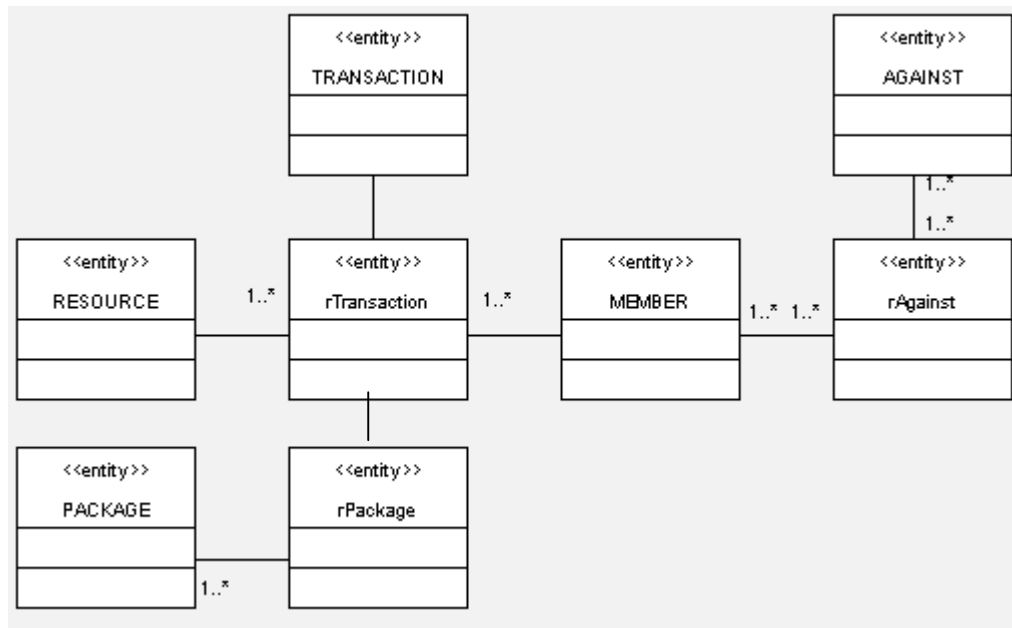 <<entity>>
TRANSACTION
<<entity>>
AGAINST
1..*
1..*
<<entity>>
RESOURCE
1..*
<<entity>>
rTransaction
1..*
<<entity>>
MEMBER
1..* 1..*
<<entity>>
rAgainst
<<entity>>
PACKAGE
1..*
<<entity>>
rPackage